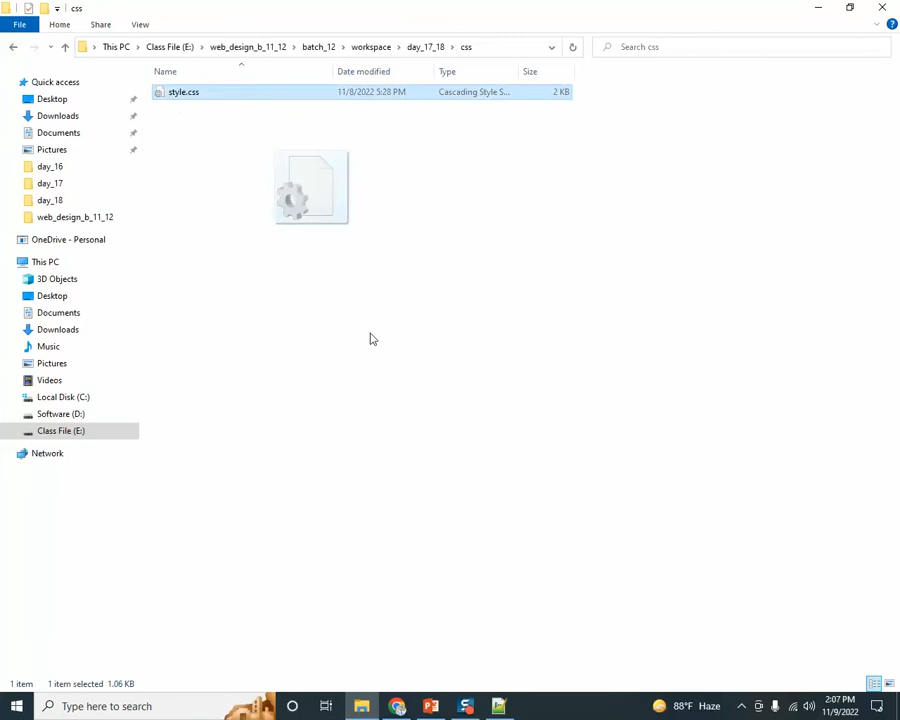 css
File Home Share View
This PC Class File (E:) web_design_b_11_12 batch_12 workspace day_17_18 css Search css
Name Date modified Type Size
style.css 11/8/2022 5:28 PM Cascading Style S... 2 KB
Quick access
Desktop
Downloads
Documents
Pictures
day_16
day_17
day_18
web_design_b_11_12
OneDrive - Personal
This PC
3D Objects
Desktop
Documents
Downloads
Music
Pictures
Videos
Local Disk (C:)
Software (D:)
Class File (E:)
Network
1 item 1 item selected 1.06 KB
Type here to search 88°F Haze 2:07 PM
11/9/2022